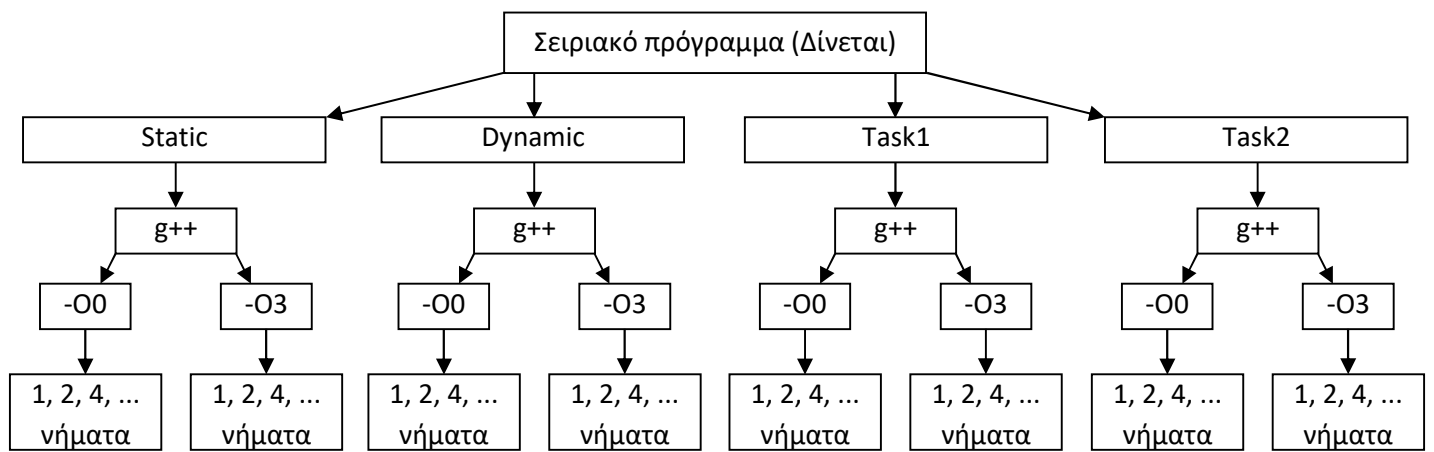 Σειριακό πρόγραμμα (Δίνεται)
Static
Dynamic
Task1
Task2
g++
g++
g++
g++
-O0
-O3
-O0
-O3
-O0
-O3
-O0
-O3
1, 2, 4, ...
νήματα
1, 2, 4, ...
νήματα
1, 2, 4, ...
νήματα
1, 2, 4, ...
νήματα
1, 2, 4, ...
νήματα
1, 2, 4, ...
νήματα
1, 2, 4, ...
νήματα
1, 2, 4, ...
νήματα